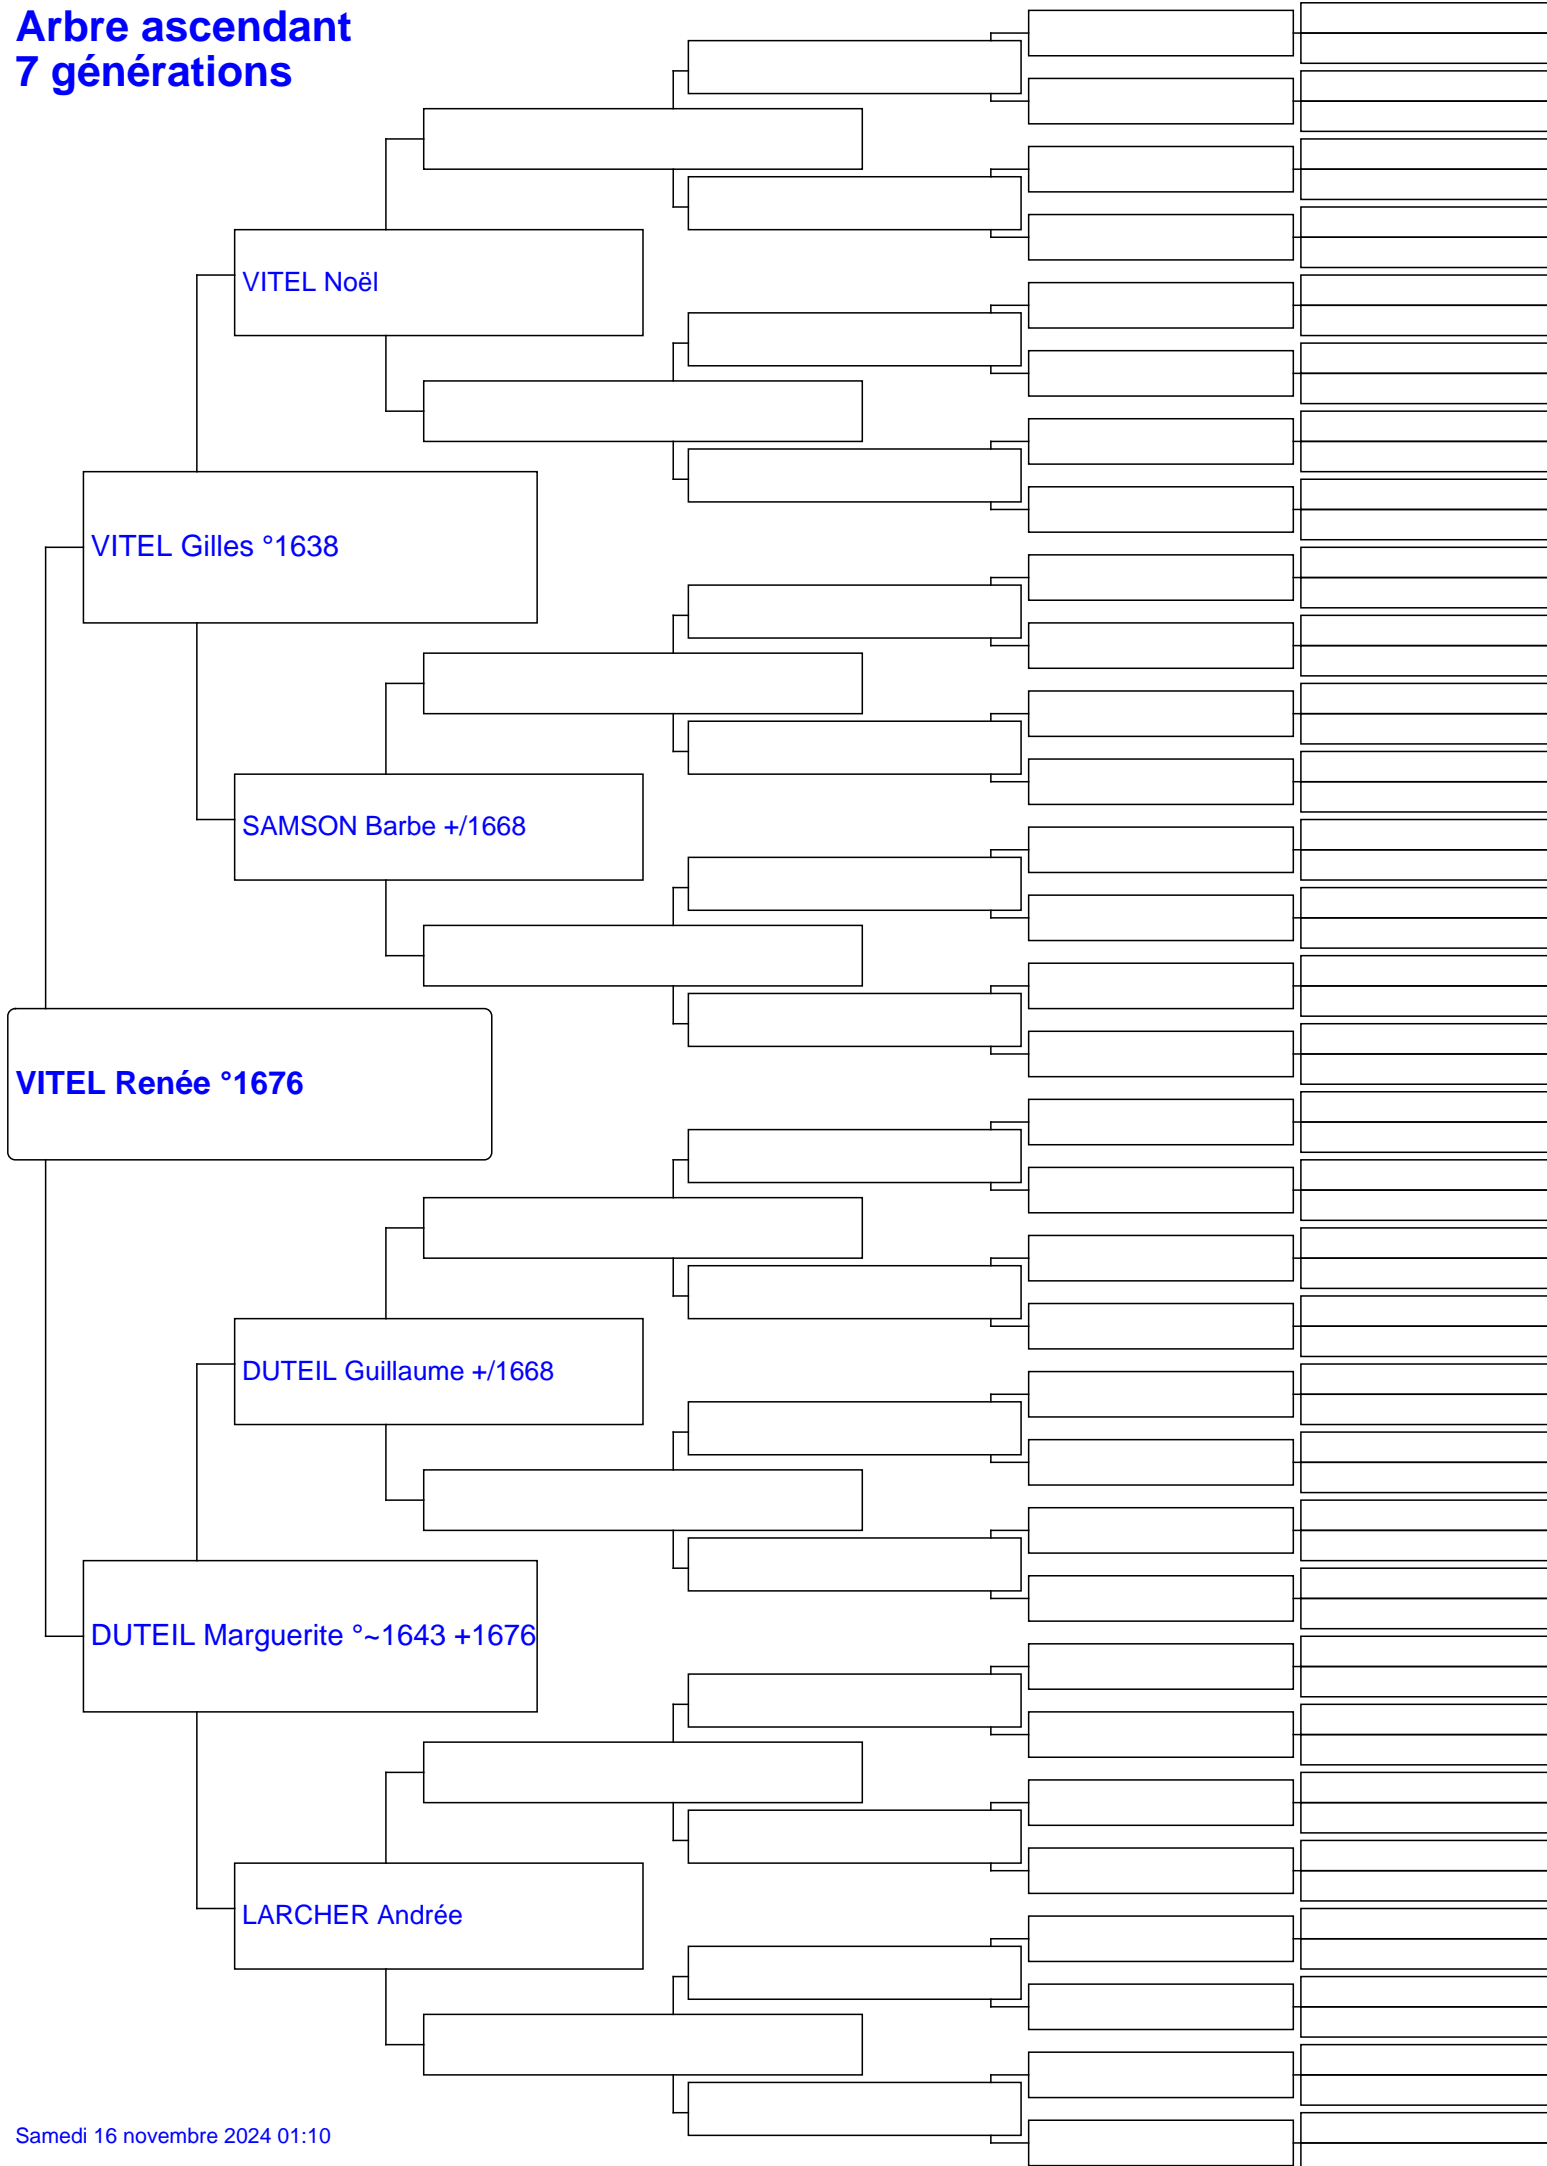 Arbre ascendant
7 générations
VITEL Noël
VITEL Gilles °1638
SAMSON Barbe +/1668
VITEL Renée °1676
DUTEIL Guillaume +/1668
DUTEIL Marguerite °~1643 +1676
LARCHER Andrée
Samedi 16 novembre 2024 01:10